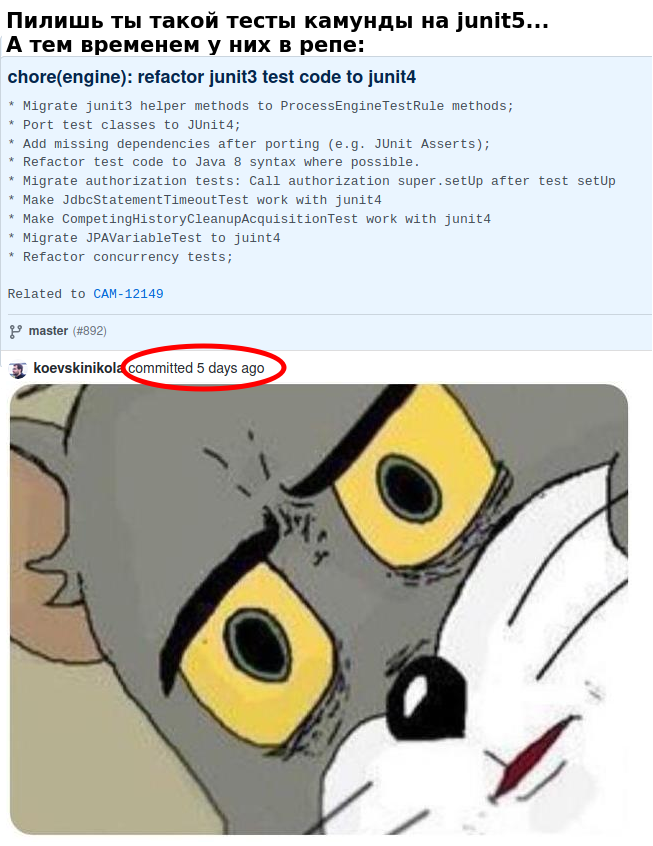 Пилишь ты такой тесты камунды на junit5...
А тем временем у них в репе:
chore(engine): refactor junit3 test code to junit4
* Migrate junit3 helper methods to ProcessEngineTestRule methods;
* Port test classes to JUnit4;
* Add missing dependencies after porting (e.g. JUnit Asserts);
* Refactor test code to Java 8 syntax where possible.
* Migrate authorization tests: Call authorization super.setUp after test setUp
* Make JdbcStatementTimeoutTest work with junit4
* Make CompetingHistoryCleanupAcquisitionTest work with junit4
* Migrate JPAVariableTest to juint4
* Refactor concurrency tests;
Related to CAM-12149
master (#892)
koevskinikola committed 5 days ago